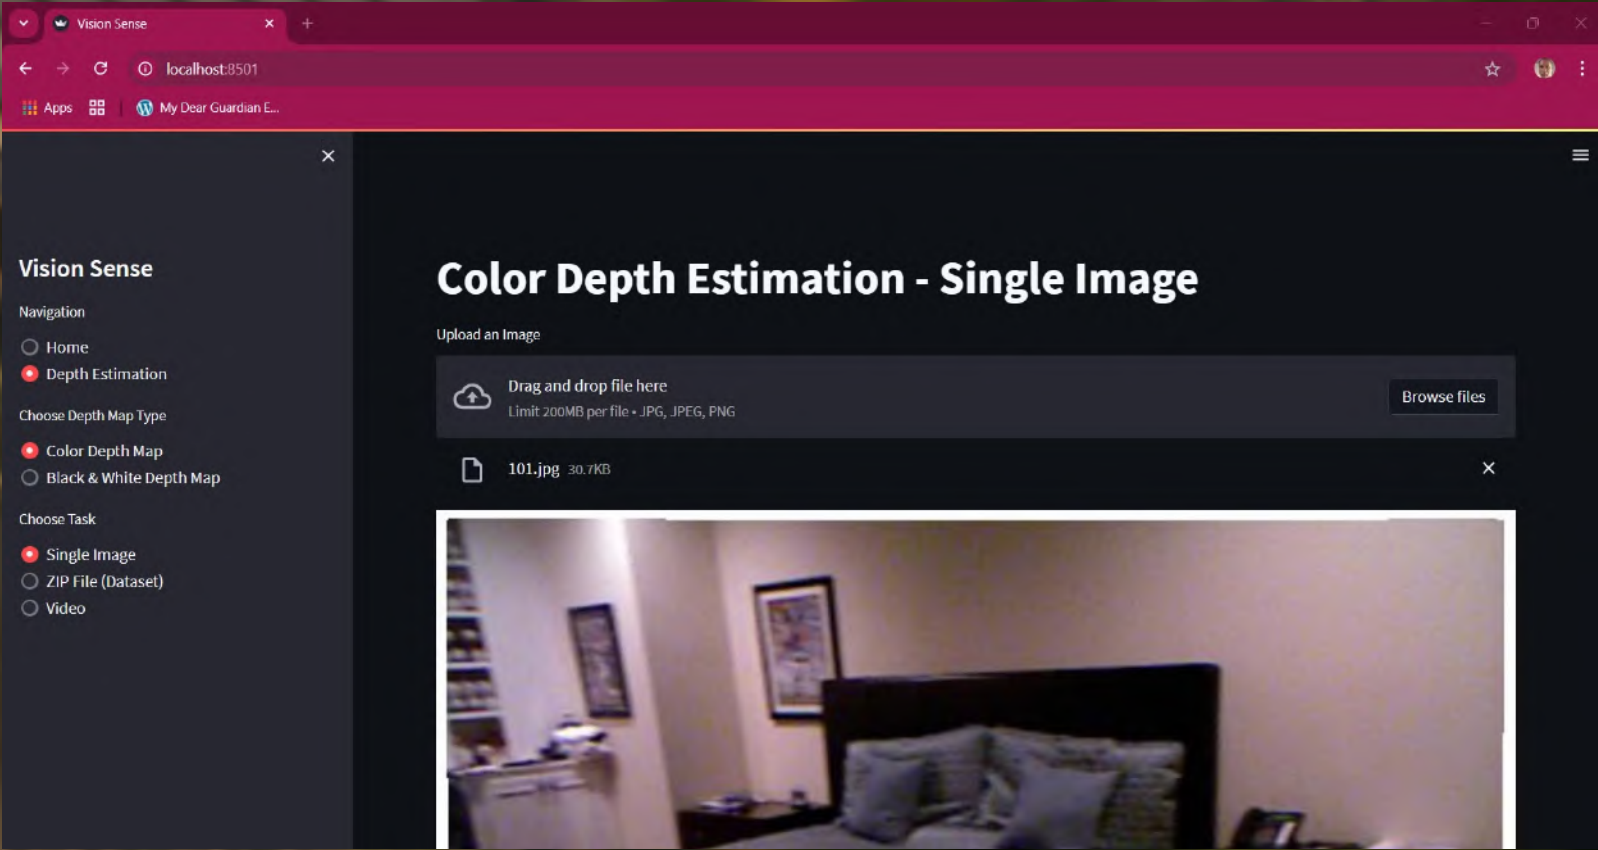 Vision Sense
localhost:8501
Apps
My Dear Guardian E...
Vision Sense
Navigation
Home
Depth Estimation
Choose Depth Map Type
Color Depth Map
Black & White Depth Map
Choose Task
Single Image
ZIP File (Dataset)
Video
Color Depth Estimation - Single Image
Upload an Image
Drag and drop file here
Limit 200MB per file • JPG, JPEG, PNG
Browse files
101.jpg 30.7KB